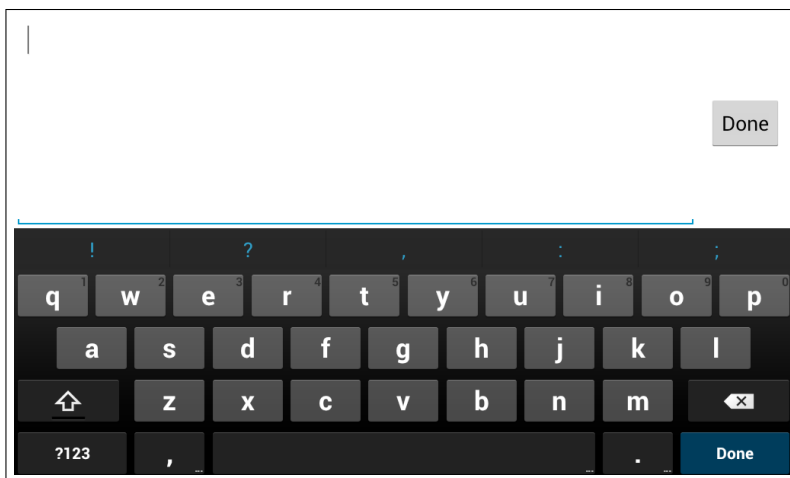 Done
! ? , : ;
q 1 w 2 e 3 r 4 t 5 y 6 u 7 i 8 o 9 p 0
a s d f g h j k l
z x c v b n m
?123 , ... ... . ... Done